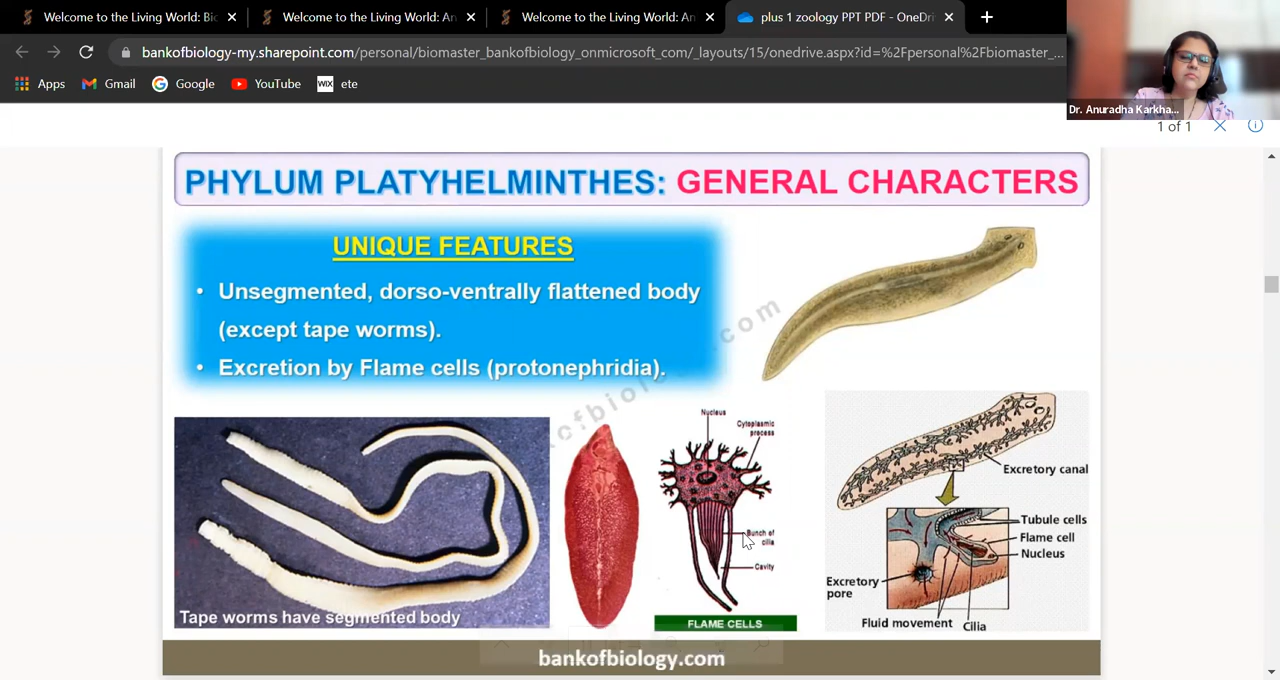 Welcome to the Living World: Bio
Welcome to the Living World: An
Welcome to the Living World: An
plus 1 zoology PPT PDF - OneDri
bankofbiology-my.sharepoint.com/personal/biomaster_bankofbiology_onmicrosoft_com/_layouts/15/onedrive.aspx?id=%2Fpersonal%2Fbiomaster_...
Apps
Gmail
Google
YouTube
WIX
ete
Dr. Anuradha Karkha...
1 of 1
PHYLUM PLATYHELMINTHES: GENERAL CHARACTERS
UNIQUE FEATURES
• Unsegmented, dorso-ventrally flattened body
(except tape worms).
• Excretion by Flame cells (protonephridia).
ofbiology.com
Tape worms have segmented body
Nucleus
Cytoplasmic
process
Bunch of
cilia
Cavity
FLAME CELLS
Excretory canal
Tubule cells
Flame cell
Nucleus
Excretory
pore
Fluid movement
Cilia
bankofbiology.com